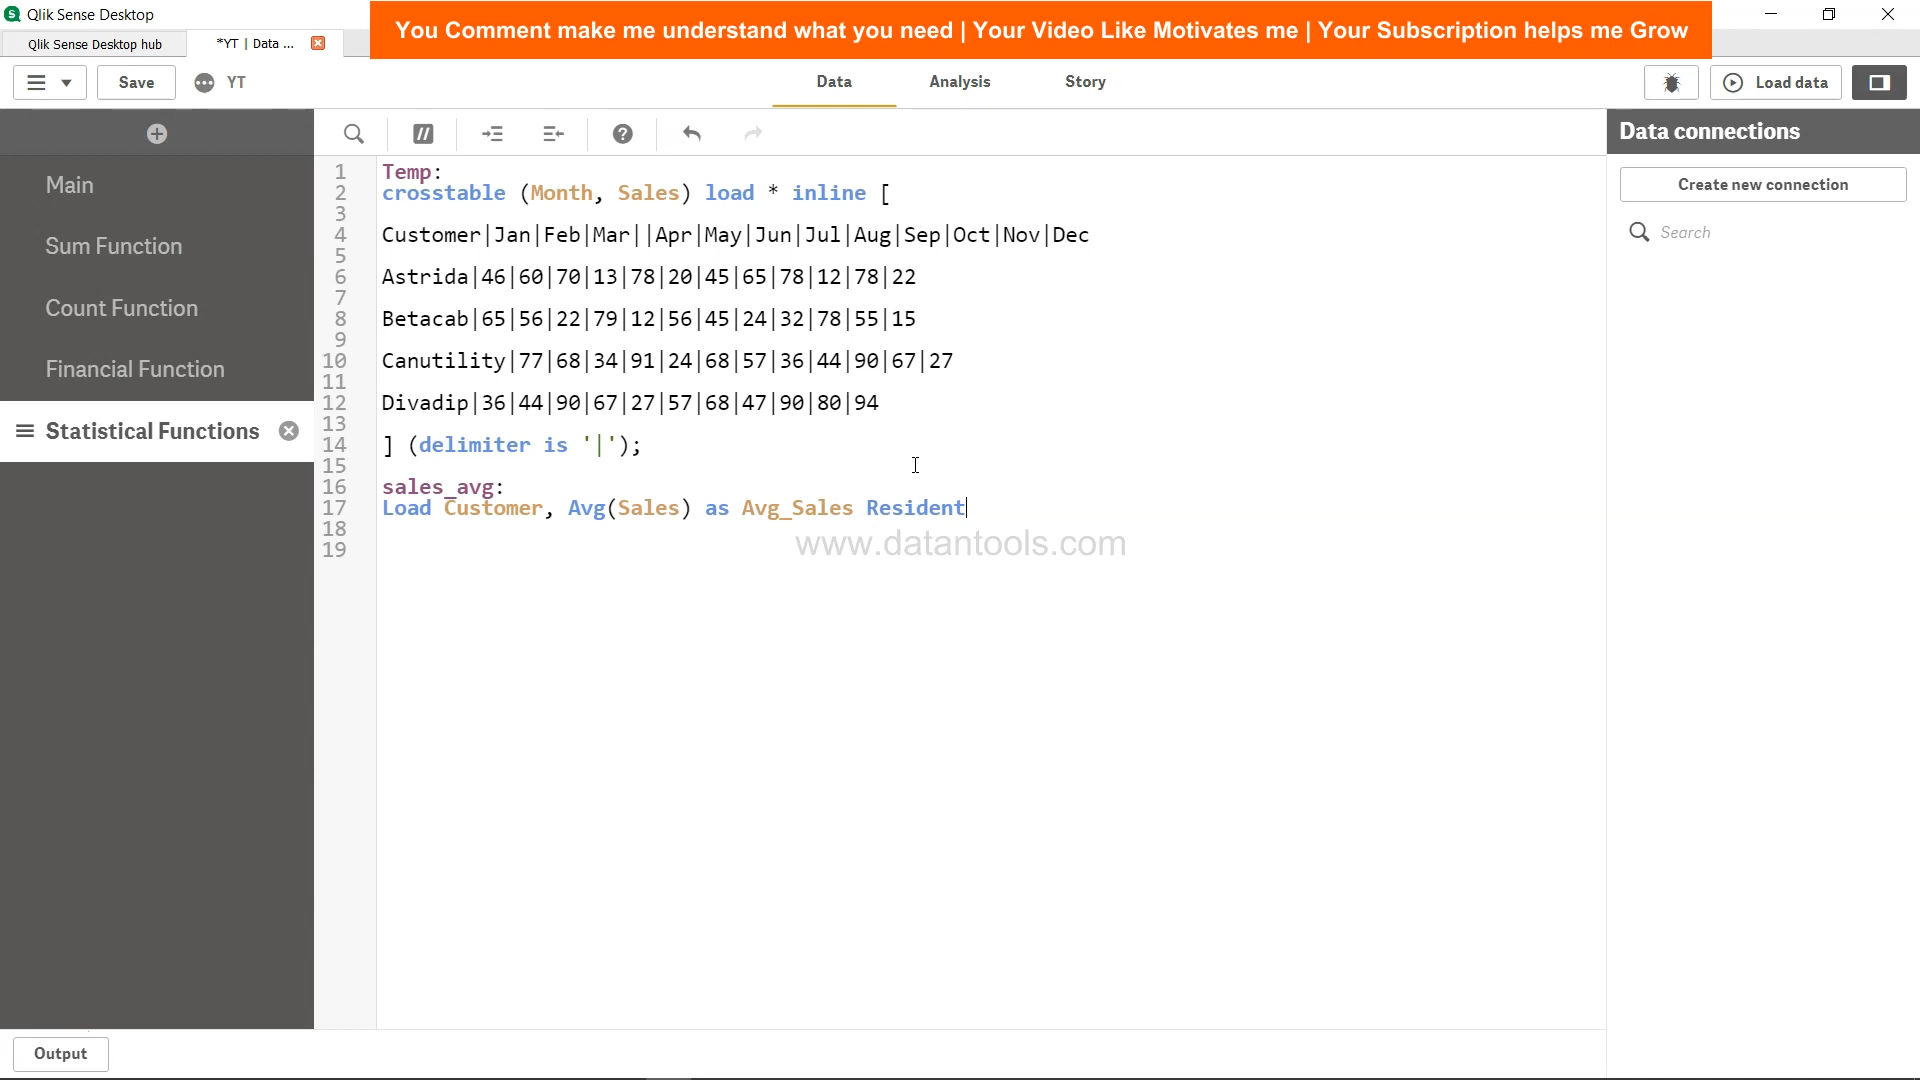 Qlik Sense Desktop
You Comment make me understand what you need | Your Video Like Motivates me | Your Subscription helps me Grow
Qlik Sense Desktop hub
*YT | Data ...
Save
YT
Data
Analysis
Story
Load data
Main
Sum Function
Count Function
Financial Function
Statistical Functions
1 Temp:
2 crosstable (Month, Sales) load * inline [
3
4 Customer|Jan|Feb|Mar||Apr|May|Jun|Jul|Aug|Sep|Oct|Nov|Dec
5
6 Astrida|46|60|70|13|78|20|45|65|78|12|78|22
7
8 Betacab|65|56|22|79|12|56|45|24|32|78|55|15
9
10 Canutility|77|68|34|91|24|68|57|36|44|90|67|27
11
12 Divadip|36|44|90|67|27|57|68|47|90|80|94
13
14 ] (delimiter is '|');
15
16 sales_avg:
17 Load Customer, Avg(Sales) as Avg_Sales Resident
18
19
www.datantools.com
Data connections
Create new connection
Search
Output